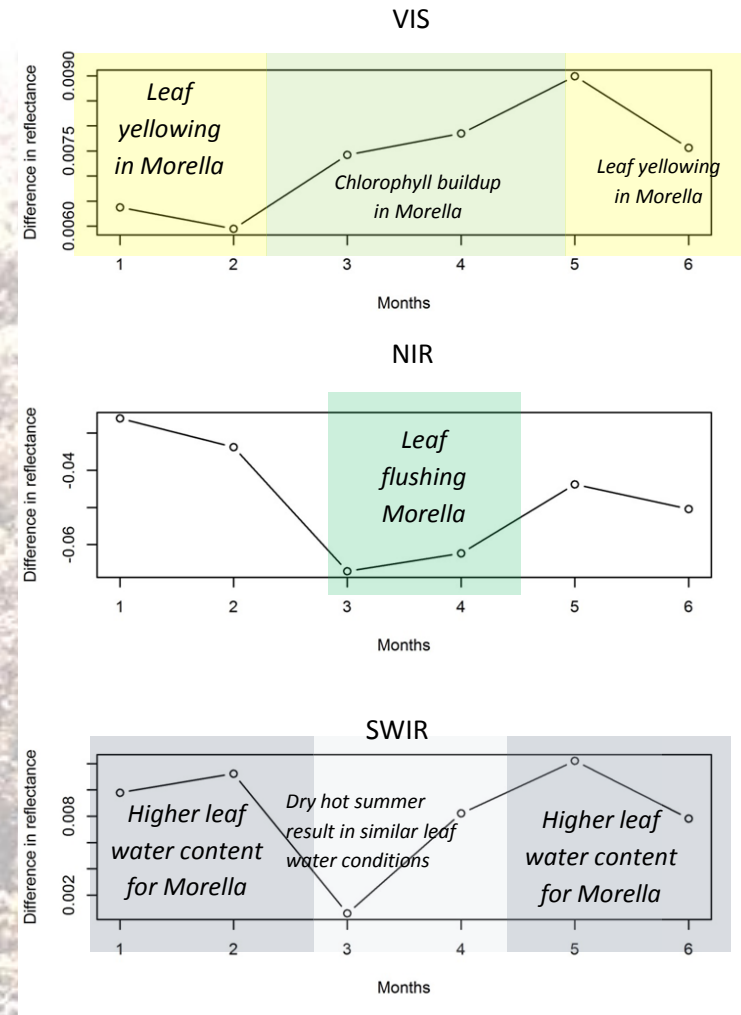 VIS
Difference in reflectance
0.0090
0.0075
0.0060
Leaf
yellowing
in Morella
Chlorophyll buildup
in Morella
Leaf yellowing
in Morella
1 2 3 4 5 6
Months
NIR
Difference in reflectance
-0.04
-0.06
Leaf
flushing
Morella
1 2 3 4 5 6
Months
SWIR
Difference in reflectance
0.008
0.002
Higher leaf
water content
for Morella
Dry hot summer
result in similar leaf
water conditions
Higher leaf
water content
for Morella
1 2 3 4 5 6
Months